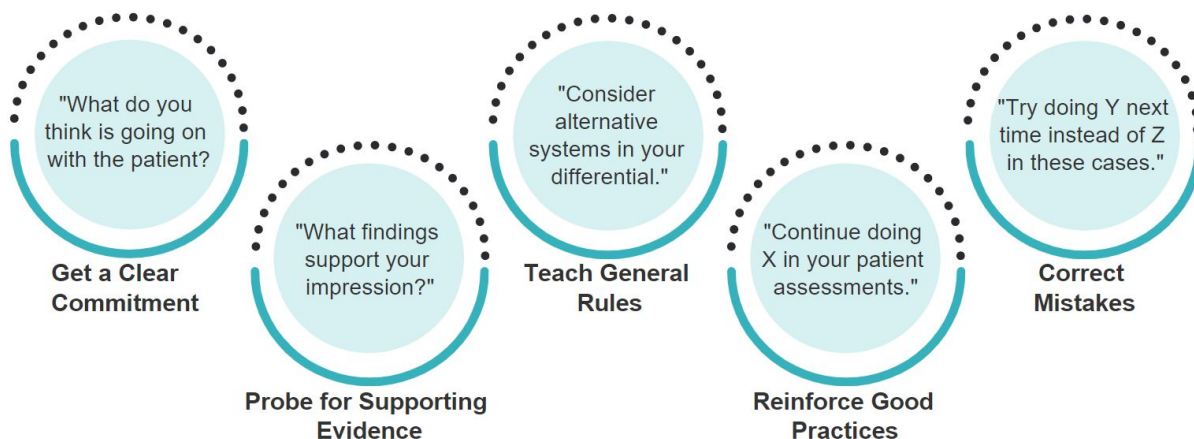 "What do you
think is going on
with the patient?
Get a Clear
Commitment
"What findings
support your
impression?"
Probe for Supporting
Evidence
"Consider
alternative
systems in your
differential."
Teach General
Rules
"Continue doing
X in your patient
assessments."
Reinforce Good
Practices
"Try doing Y next
time instead of Z
in these cases."
Correct
Mistakes